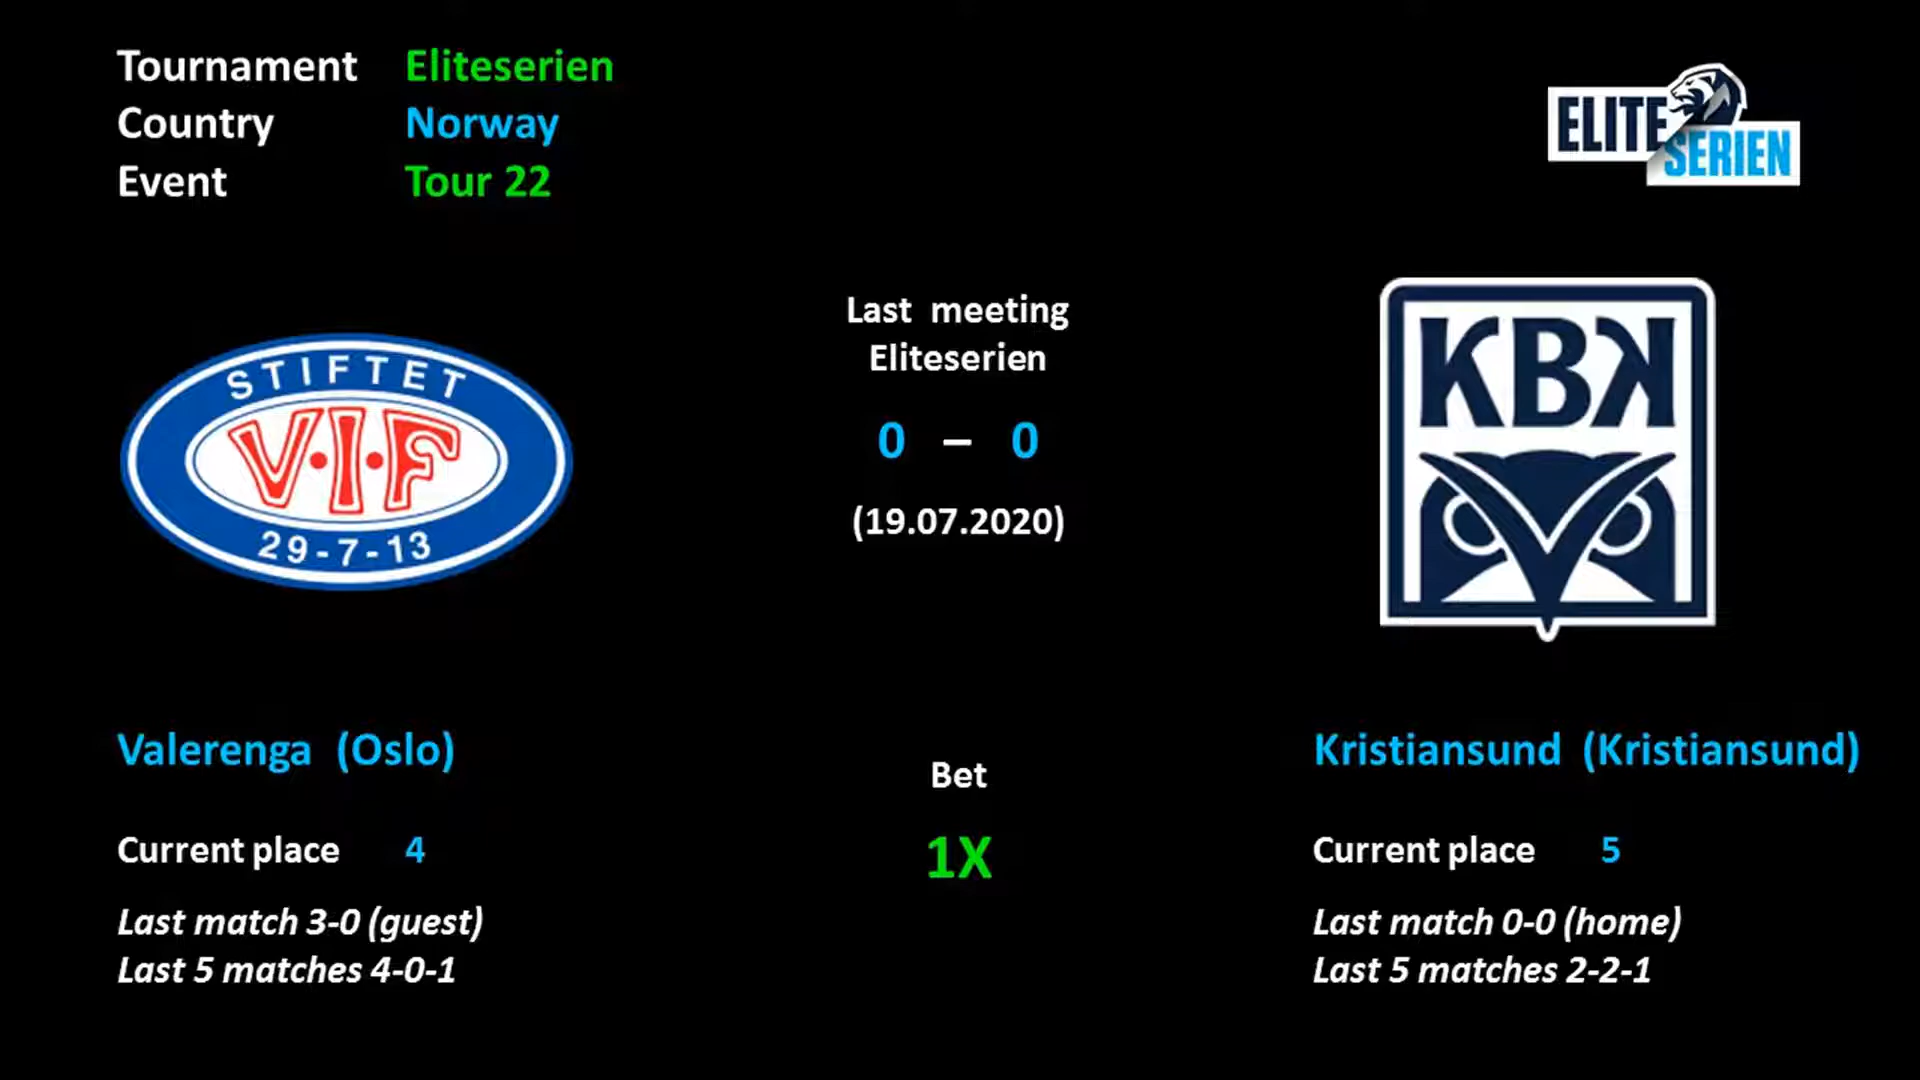 Tournament Eliteserien
Country Norway
Event Tour 22
ELITE
SERIEN
Last meeting
Eliteserien
0 – 0
(19.07.2020)
STIFTET
V·I·F
29-7-13
KBK
Valerenga (Oslo)
Kristiansund (Kristiansund)
Bet
1X
Current place 4
Current place 5
Last match 3-0 (guest)
Last 5 matches 4-0-1
Last match 0-0 (home)
Last 5 matches 2-2-1